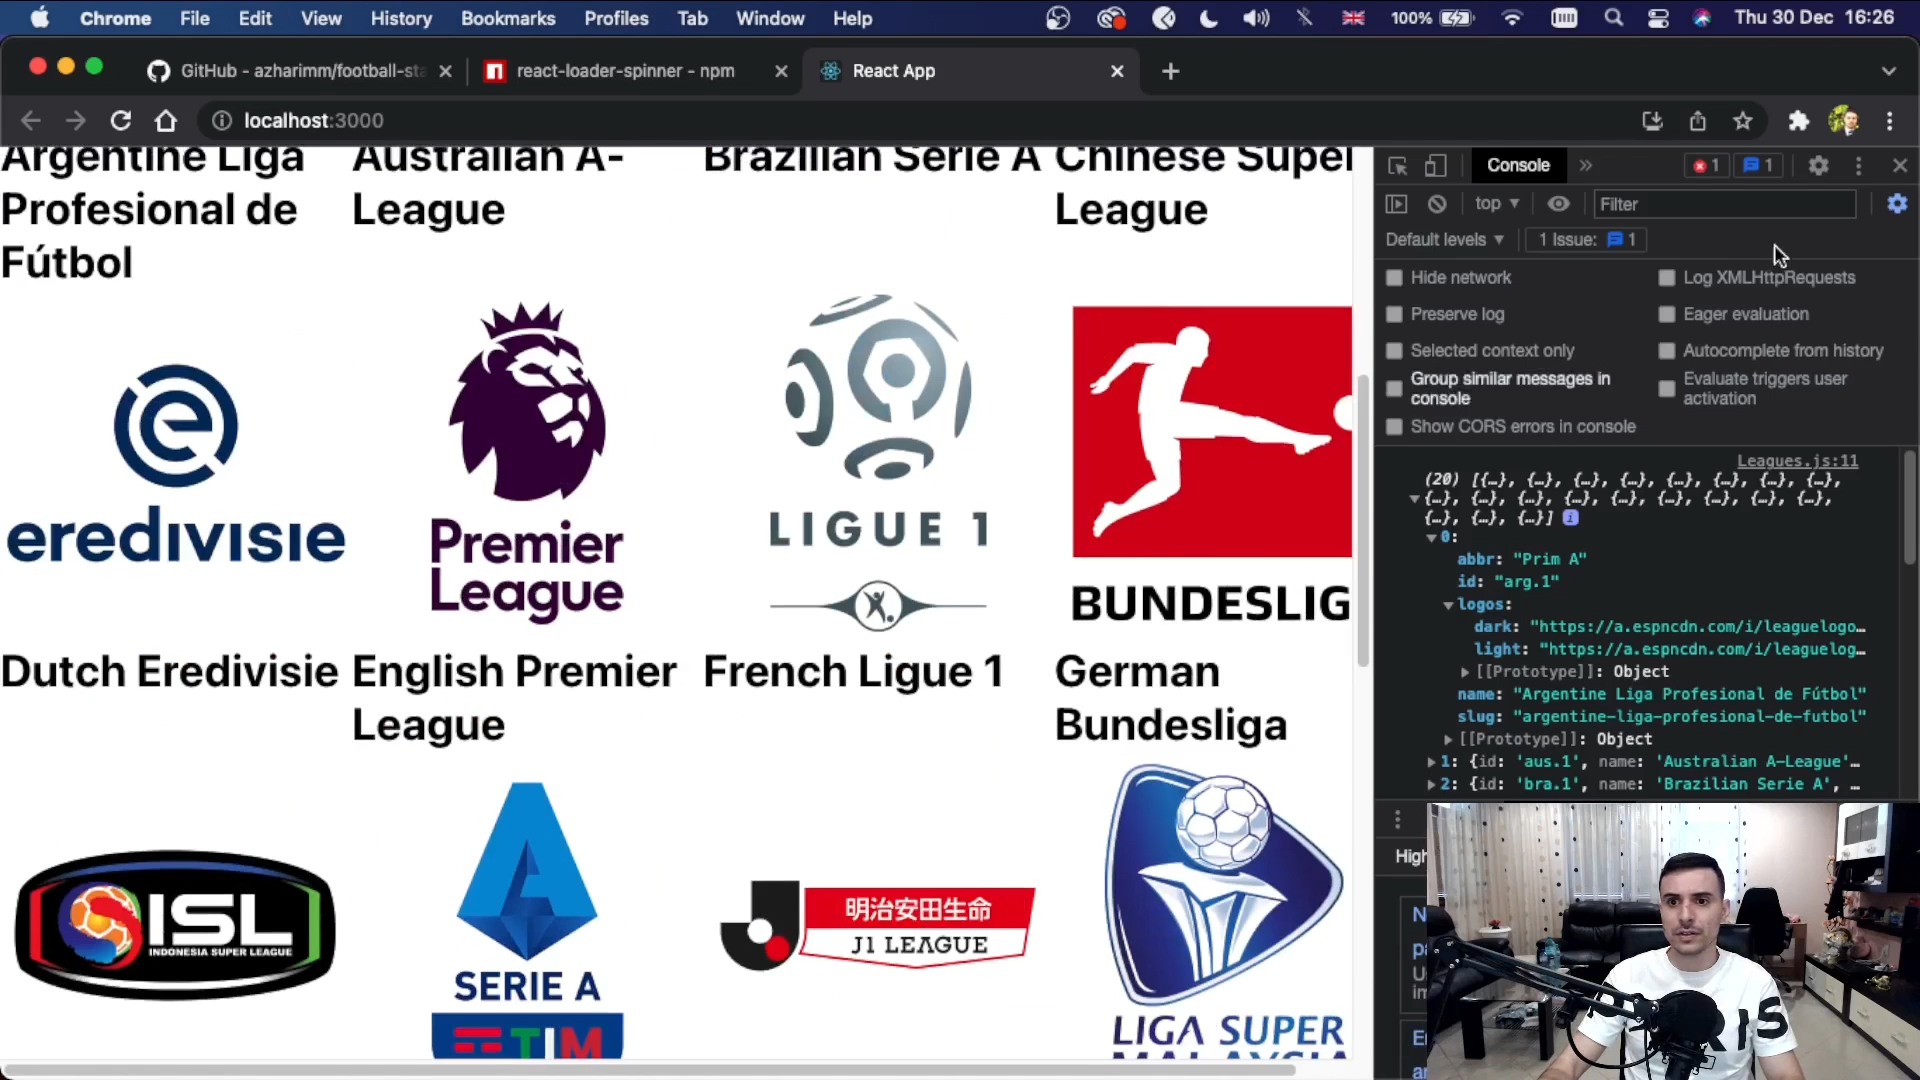 Chrome File Edit View History Bookmarks Profiles Tab Window Help 100% Thu 30 Dec 16:26
GitHub - azharimm/football-sta react-loader-spinner - npm React App
localhost:3000
Argentine Liga
Profesional de
Fútbol
Australian A-
League
Brazilian Serie A
Chinese Super
League
eredivisie
Premier
League
LIGUE 1
BUNDESLIG
Dutch Eredivisie
English Premier
League
French Ligue 1
German
Bundesliga
ISL
INDONESIA SUPER LEAGUE
SERIE A
TIM
明治安田生命
J1 LEAGUE
LIGA SUPER
MALAYSIA
Console 1 1
top Filter
Default levels 1 Issue: 1
Hide network Log XMLHttpRequests
Preserve log Eager evaluation
Selected context only Autocomplete from history
Group similar messages in
console
Evaluate triggers user
activation
Show CORS errors in console
Leagues.js:11
(20) [{…}, {…}, {…}, {…}, {…}, {…}, {…}, {…},
{…}, {…}, {…}, {…}, {…}, {…}, {…}, {…}, {…},
{…}, {…}, {…}] i
0:
abbr: "Prim A"
id: "arg.1"
logos:
dark: "https://a.espncdn.com/i/leaguelogo…
light: "https://a.espncdn.com/i/leaguelog…
[[Prototype]]: Object
name: "Argentine Liga Profesional de Fútbol"
slug: "argentine-liga-profesional-de-futbol"
[[Prototype]]: Object
1: {id: 'aus.1', name: 'Australian A-League'…
2: {id: 'bra.1', name: 'Brazilian Serie A', …
High